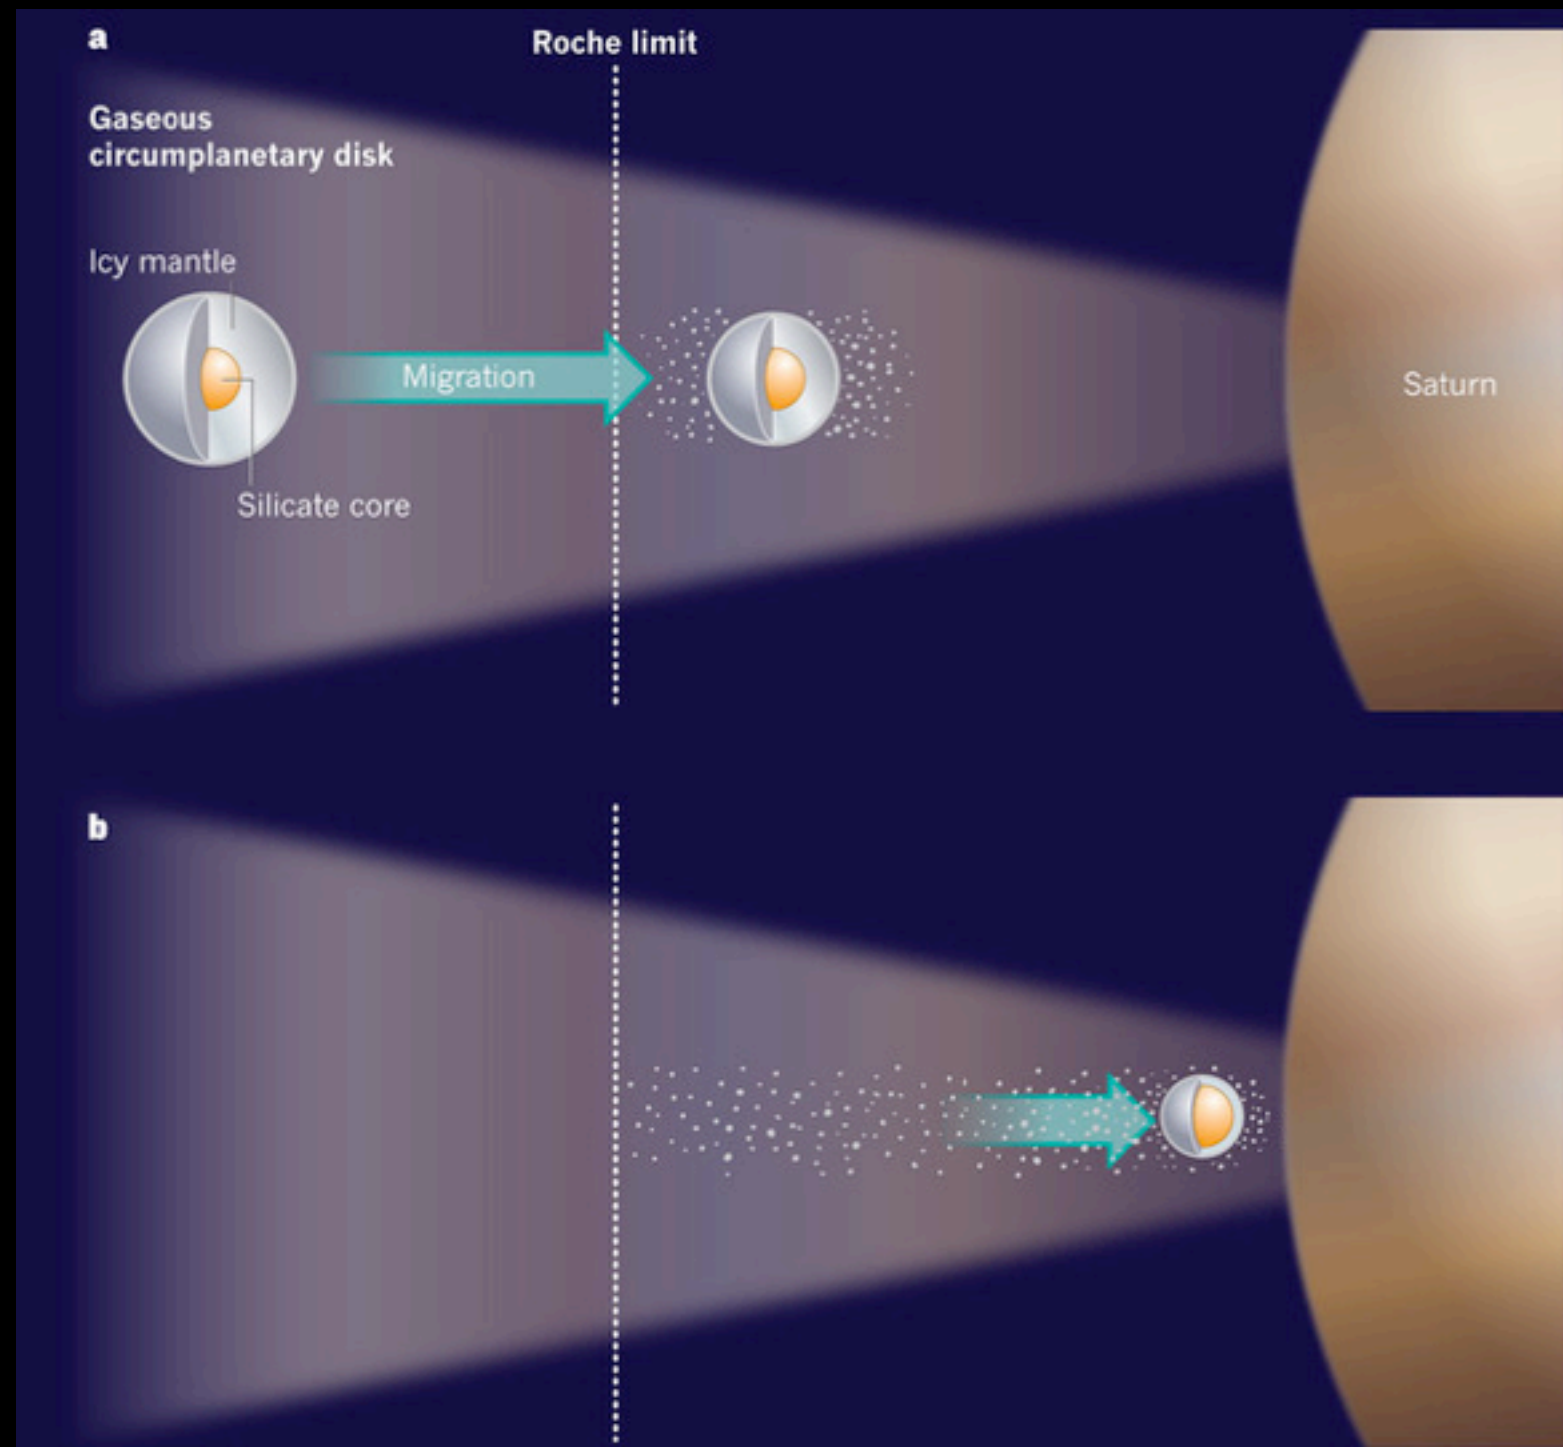 a
Roche limit
Gaseous
circumplanetary disk
Icy mantle
Migration
Saturn
Silicate core
b